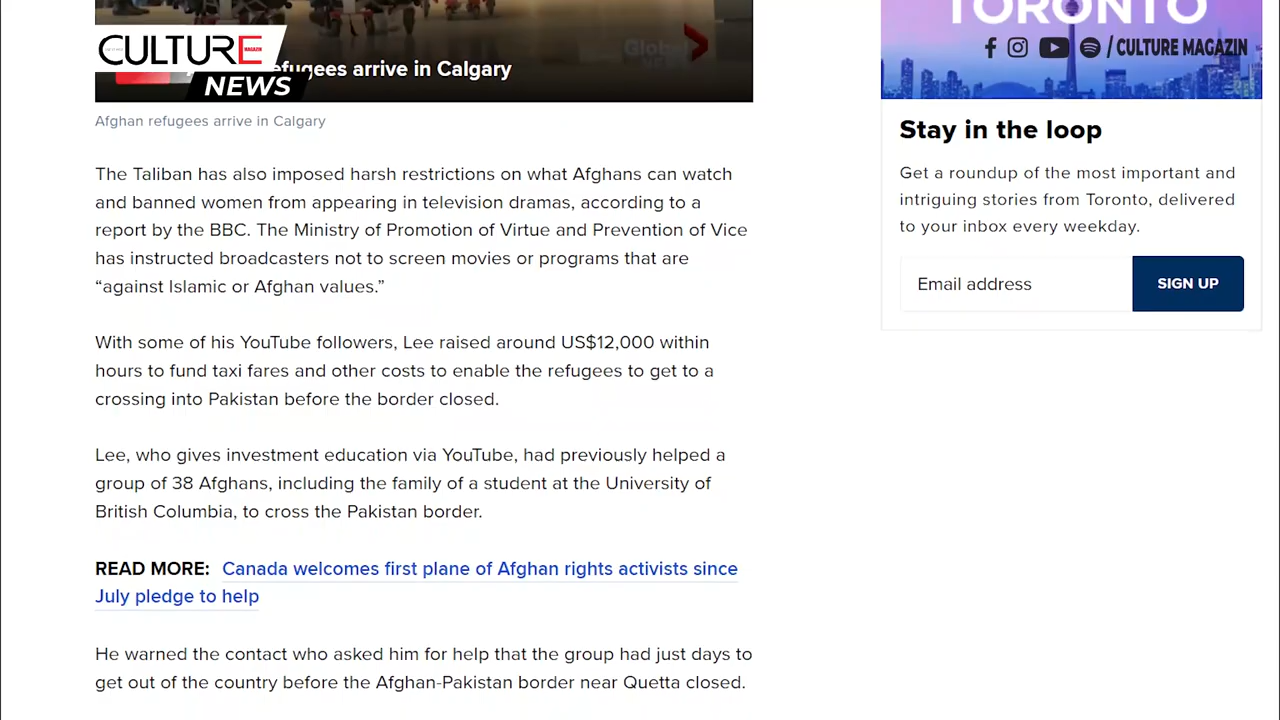 CULTURE
MAGAZIN
NEWS
Global
efugees arrive in Calgary
Afghan refugees arrive in Calgary
The Taliban has also imposed harsh restrictions on what Afghans can watch
and banned women from appearing in television dramas, according to a
report by the BBC. The Ministry of Promotion of Virtue and Prevention of Vice
has instructed broadcasters not to screen movies or programs that are
“against Islamic or Afghan values.”
With some of his YouTube followers, Lee raised around US$12,000 within
hours to fund taxi fares and other costs to enable the refugees to get to a
crossing into Pakistan before the border closed.
Lee, who gives investment education via YouTube, had previously helped a
group of 38 Afghans, including the family of a student at the University of
British Columbia, to cross the Pakistan border.
READ MORE: Canada welcomes first plane of Afghan rights activists since
July pledge to help
He warned the contact who asked him for help that the group had just days to
get out of the country before the Afghan-Pakistan border near Quetta closed.
TORONTO
/ CULTURE MAGAZIN
Stay in the loop
Get a roundup of the most important and
intriguing stories from Toronto, delivered
to your inbox every weekday.
Email address
SIGN UP